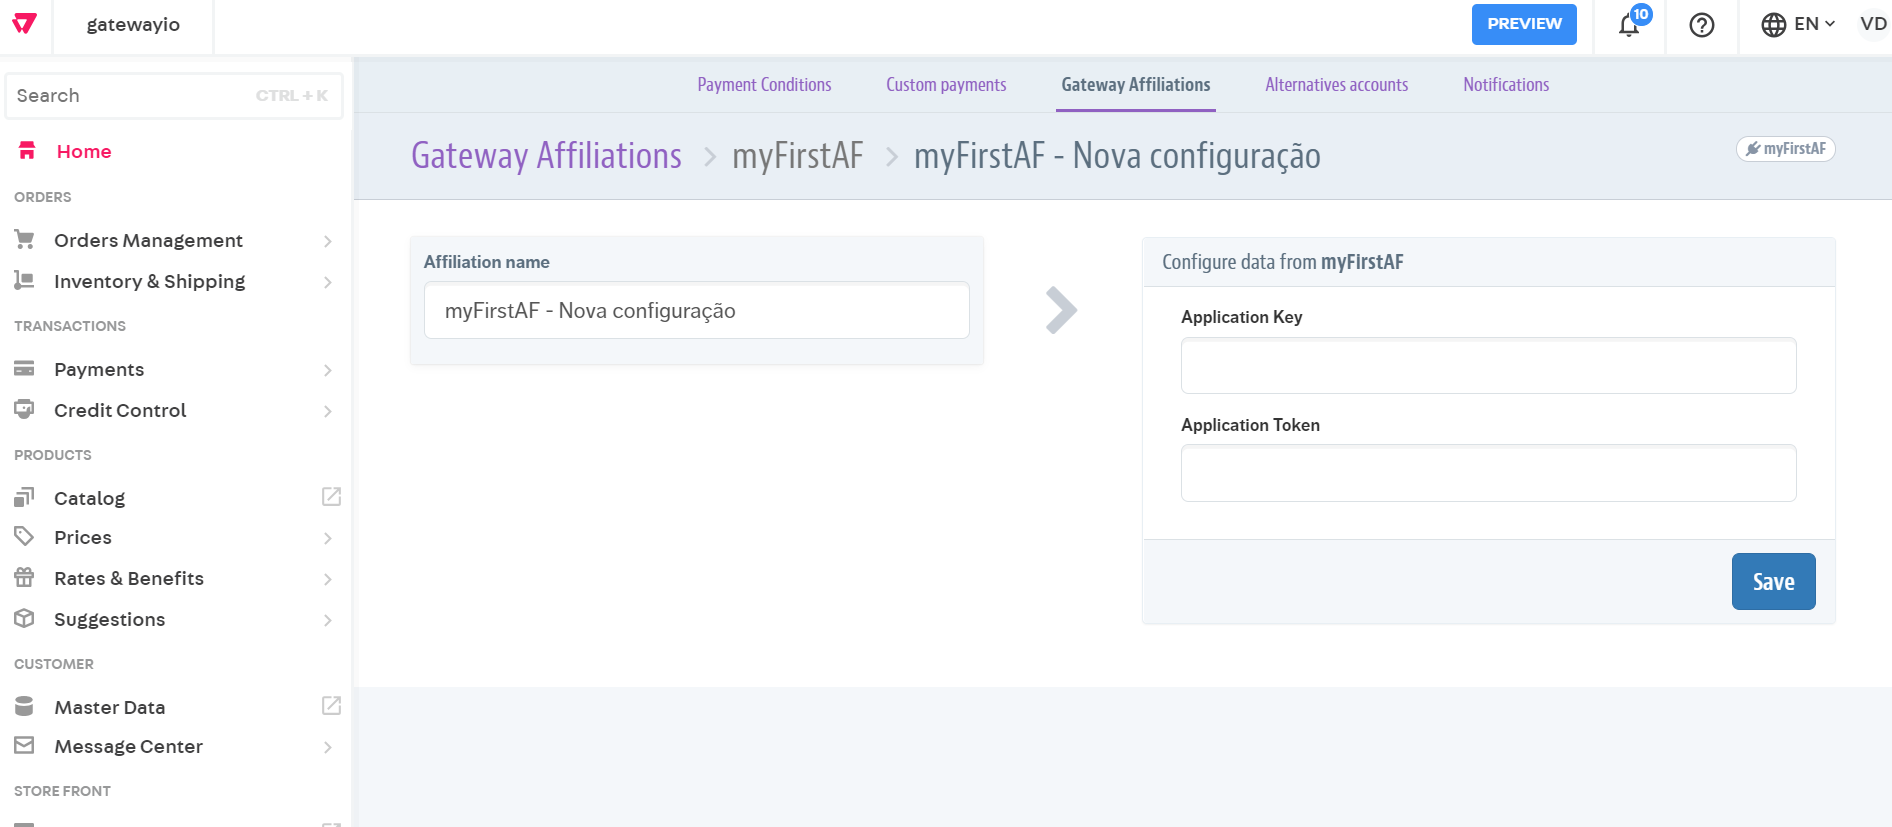 gatewayio
PREVIEW
10
EN
VD
Search
CTRL + K
Home
ORDERS
Orders Management
Inventory & Shipping
TRANSACTIONS
Payments
Credit Control
PRODUCTS
Catalog
Prices
Rates & Benefits
Suggestions
CUSTOMER
Master Data
Message Center
STORE FRONT
Payment Conditions
Custom payments
Gateway Affiliations
Alternatives accounts
Notifications
Gateway Affiliations > myFirstAF > myFirstAF - Nova configuração
myFirstAF
Affiliation name
myFirstAF - Nova configuração
Configure data from myFirstAF
Application Key
Application Token
Save